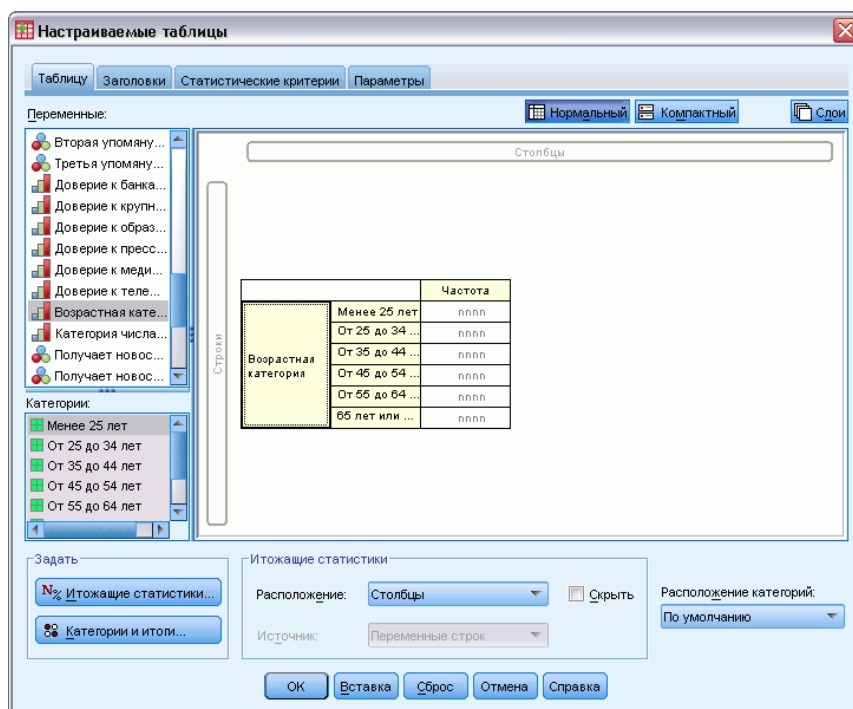 Настраиваемые таблицы
Таблицу Заголовки Статистические критерии Параметры
Переменные:
Нормальный Компактный Слои
Вторая упомяну...
Третья упомяну...
Доверие к банка...
Доверие к крупн...
Доверие к образ...
Доверие к пресс...
Доверие к меди...
Доверие к теле...
Возрастная кате...
Категория числа...
Получает новос...
Получает новос...
Категории:
Менее 25 лет
От 25 до 34 лет
От 35 до 44 лет
От 45 до 54 лет
От 55 до 64 лет
Столбцы
Строки
Частота
Возрастная категория
Менее 25 лет nnnn
От 25 до 34 ... nnnn
От 35 до 44 ... nnnn
От 45 до 54 ... nnnn
От 55 до 64 ... nnnn
65 лет или ... nnnn
Задать
N% Итожащие статистики...
Категории и итоги...
Итожащие статистики
Расположение: Столбцы Скрыть
Источник: Переменные строк
Расположение категорий:
По умолчанию
OK Вставка Сброс Отмена Справка